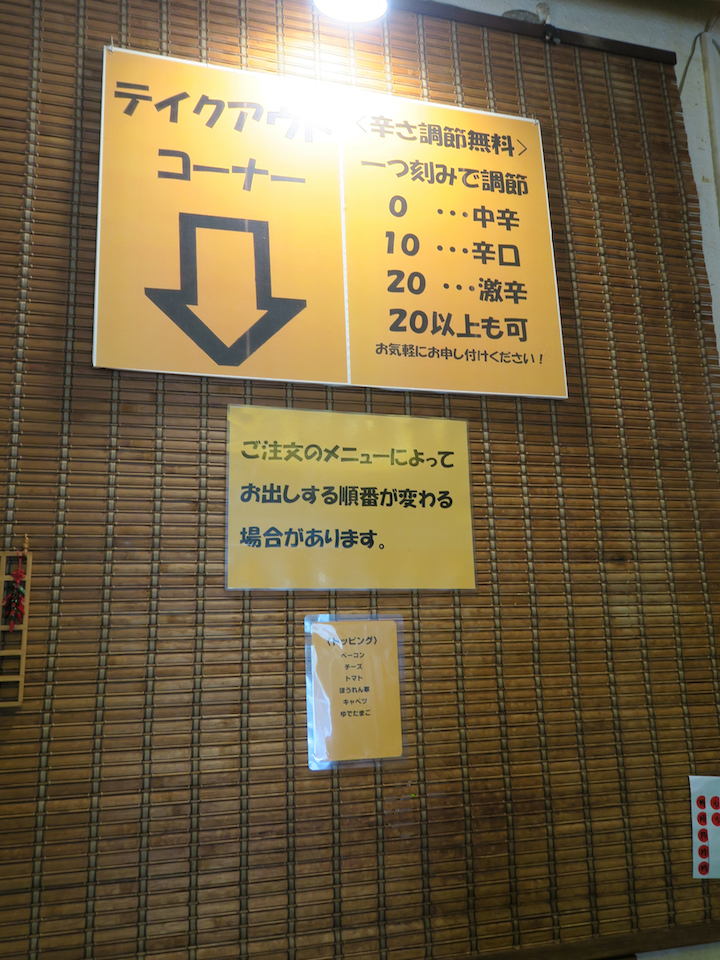 テイクアウト
コーナー
<辛さ調節無料>
一つ刻みで調節
0 ・・・中辛
10 ・・・辛口
20 ・・・激辛
20以上も可
お気軽にお申し付けください!
ご注文のメニューによって
お出しする順番が変わる
場合があります。
〈トッピング〉
ベーコン
チーズ
トマト
ほうれん草
キャベツ
ゆでたまご